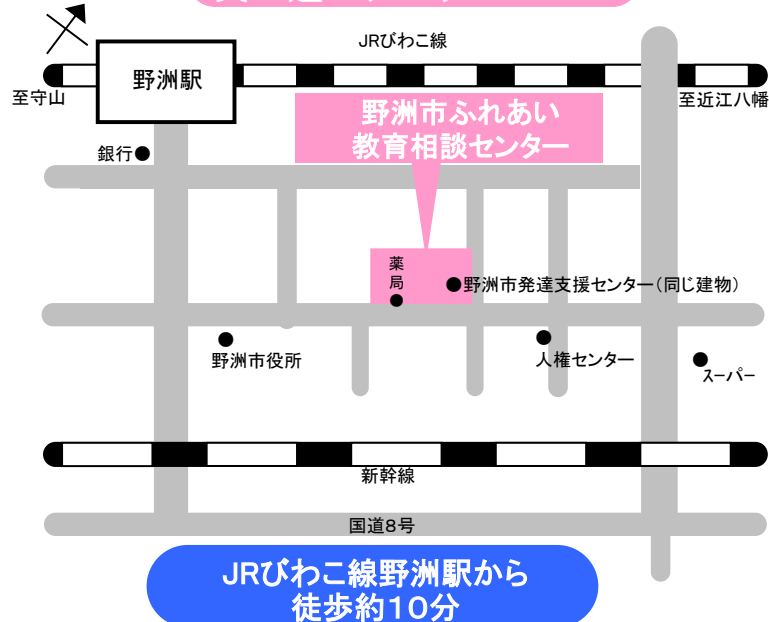 JRびわこ線
野洲駅
至守山
至近江八幡
野洲市ふれあい
教育相談センター
銀行●
薬局
●野洲市発達支援センター(同じ建物)
野洲市役所
人権センター
スーパー
新幹線
国道8号
JRびわこ線野洲駅から
徒歩約10分